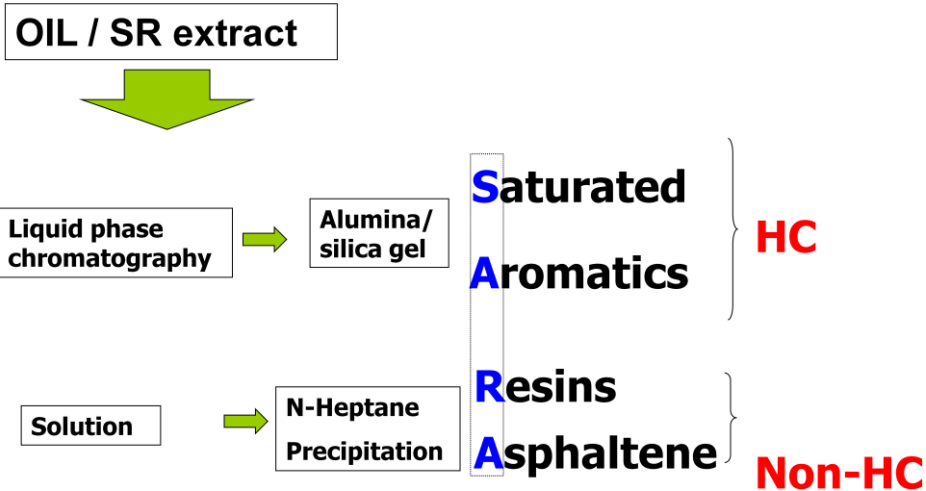 OIL / SR extract
Liquid phase
chromatography
Alumina/
silica gel
Saturated
Aromatics
HC
Solution
N-Heptane
Precipitation
Resins
Asphaltene
Non-HC